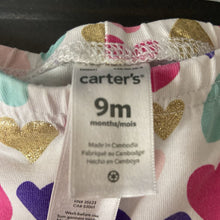 carter's
9m
months/mois
Made in Cambodia
Fabriqué au Cambodge
Hecho en Camboya